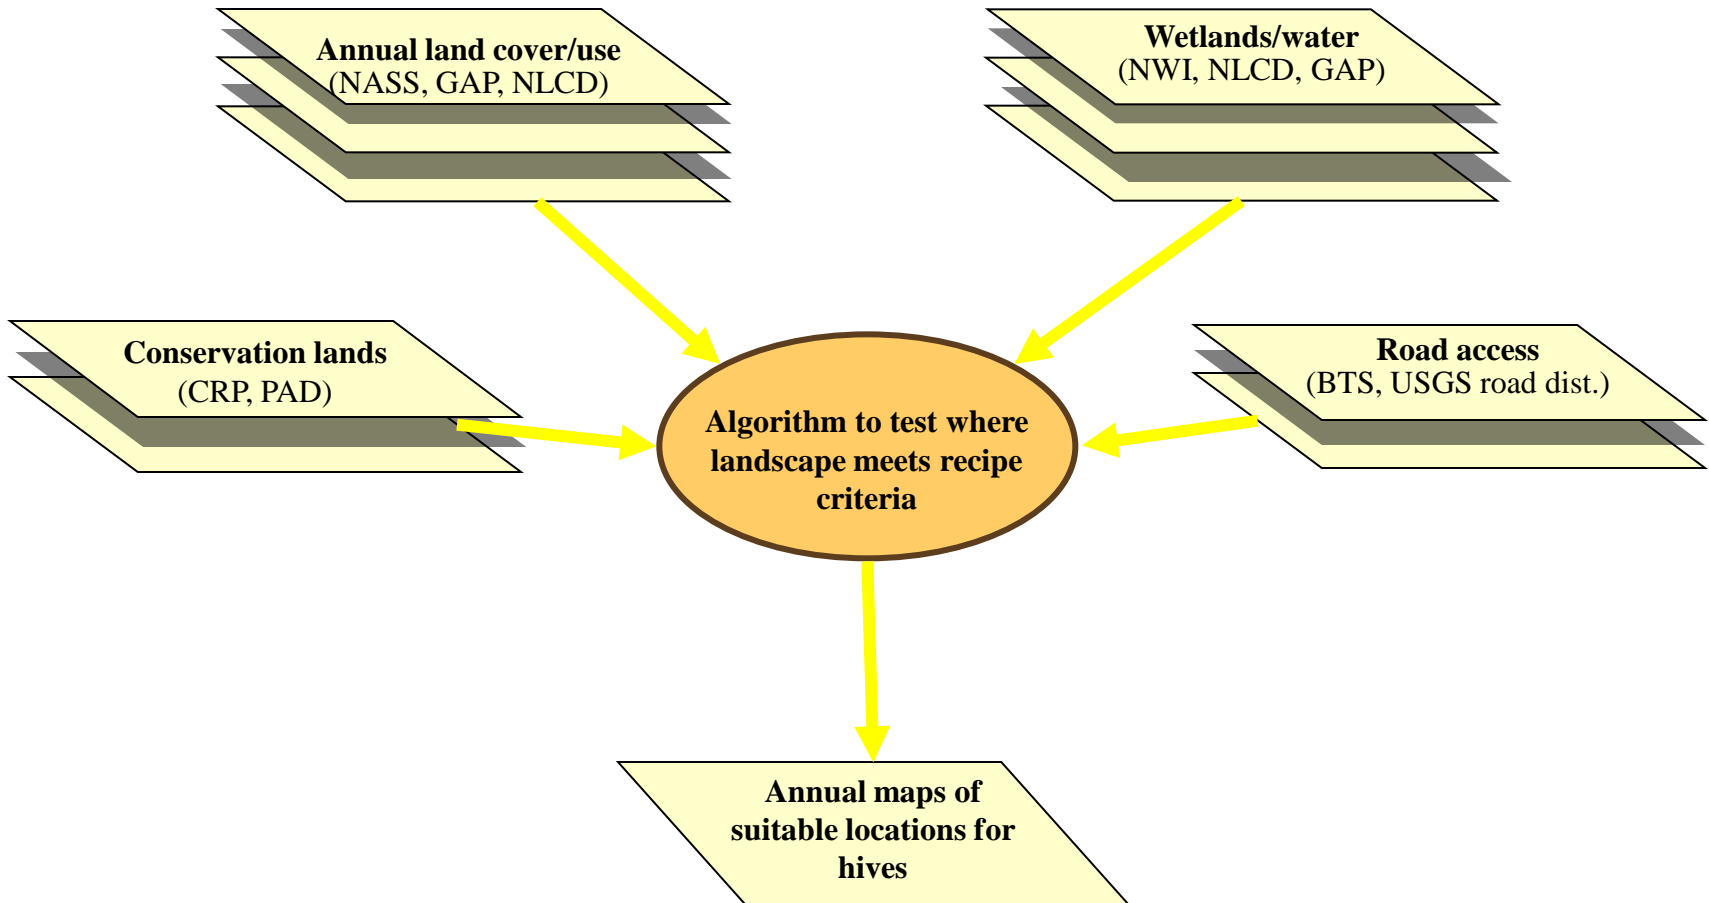 Annual land cover/use
(NASS, GAP, NLCD)
Wetlands/water
(NWI, NLCD, GAP)
Conservation lands
(CRP, PAD)
Road access
(BTS, USGS road dist.)
Algorithm to test where
landscape meets recipe
criteria
Annual maps of
suitable locations for
hives